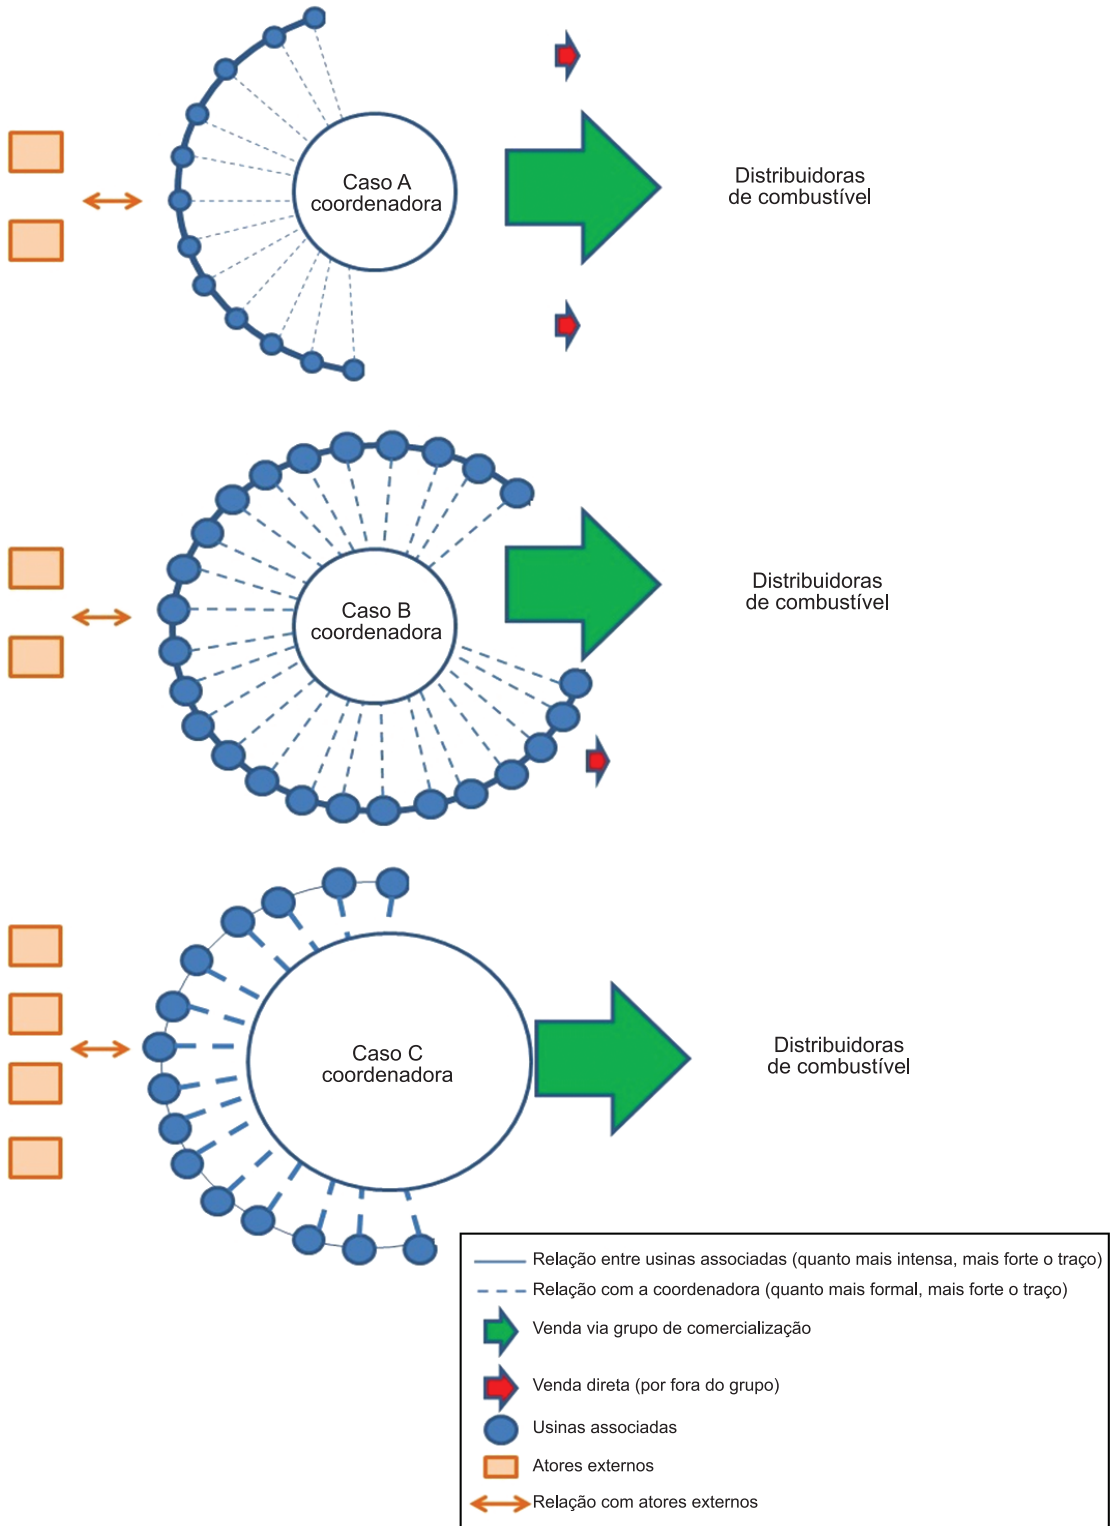 Caso A
coordenadora
Distribuidoras
de combustível
Caso B
coordenadora
Distribuidoras
de combustível
Caso C
coordenadora
Distribuidoras
de combustível
Relação entre usinas associadas (quanto mais intensa, mais forte o traço)
Relação com a coordenadora (quanto mais formal, mais forte o traço)
Venda via grupo de comercialização
Venda direta (por fora do grupo)
Usinas associadas
Atores externos
Relação com atores externos